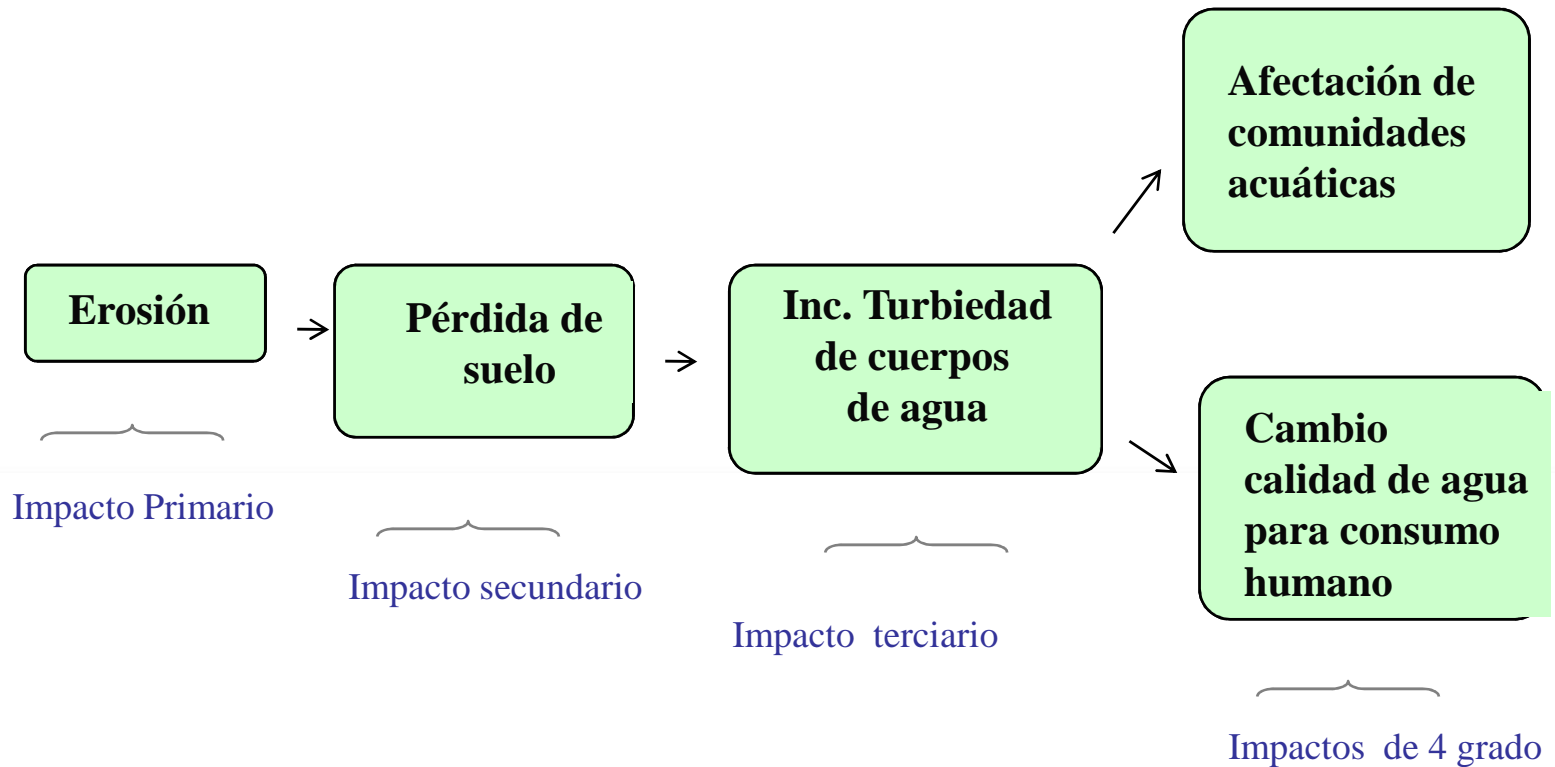 Afectación de
comunidades
acuáticas
Erosión
Pérdida de
suelo
Inc. Turbiedad
de cuerpos
de agua
Cambio
calidad de agua
para consumo
humano
Impacto Primario
Impacto secundario
Impacto terciario
Impactos de 4 grado